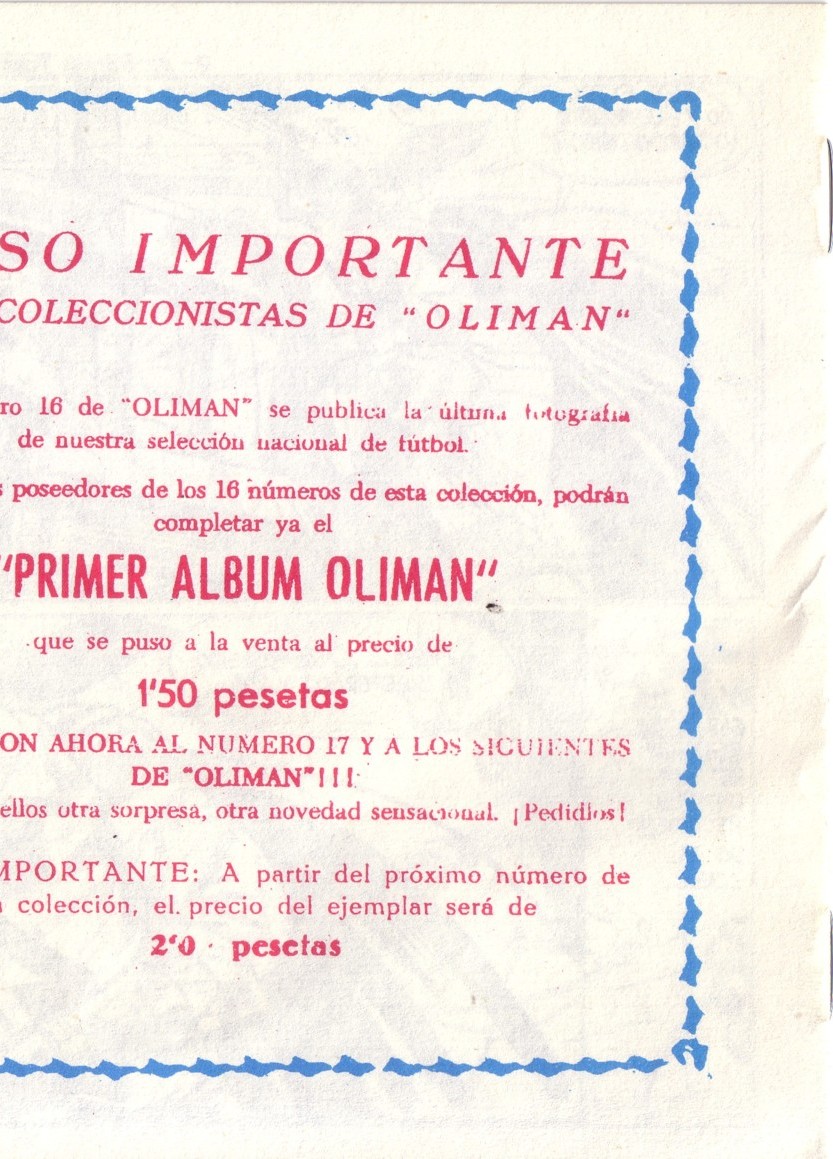 SO IMPORTANTE
COLECCIONISTAS DE “OLIMAN“
ro 16 de “OLIMAN” se publica la última fotografía
de nuestra selección nacional de fútbol.
s poseedores de los 16 números de esta colección, podrán
completar ya el
“PRIMER ALBUM OLIMAN“
que se puso a la venta al precio de
1'50 pesetas
ON AHORA AL NUMERO 17 Y A LOS SIGUIENTES
DE “OLIMAN”!!!
ellos otra sorpresa, otra novedad sensacional. ¡Pedidlos!
MPORTANTE: A partir del próximo número de
colección, el precio del ejemplar será de
2‘0 pesetas